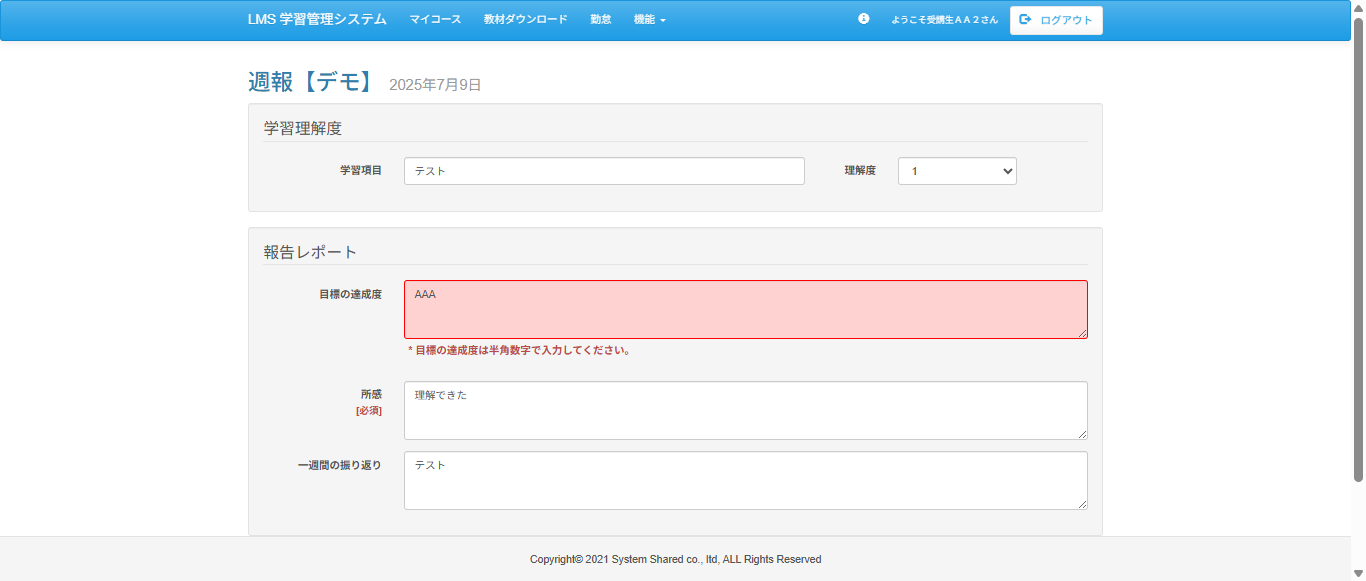 LMS 学習管理システム マイコース 教材ダウンロード 勤怠 機能 ようこそ受講生ＡＡ２さん ログアウト
週報【デモ】 2025年7月9日
学習理解度
学習項目 テスト 理解度 1
報告レポート
目標の達成度 AAA
* 目標の達成度は半角数字で入力してください。
所感 理解できた
[必須]
一週間の振り返り テスト
Copyright© 2021 System Shared co., ltd, ALL Rights Reserved